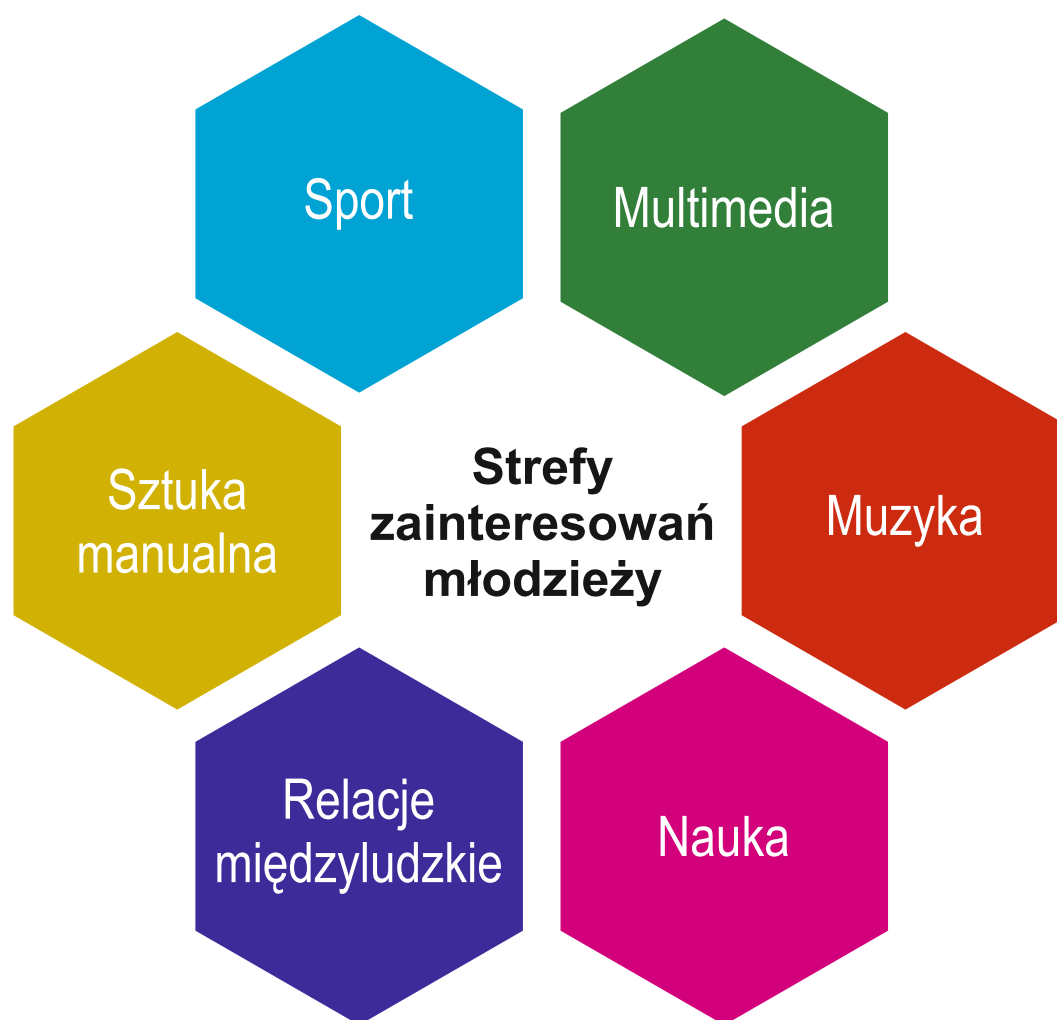 Sport
Multimedia
Sztuka
manualna
Strefy
zainteresowań
młodzieży
Muzyka
Relacje
międzyludzkie
Nauka